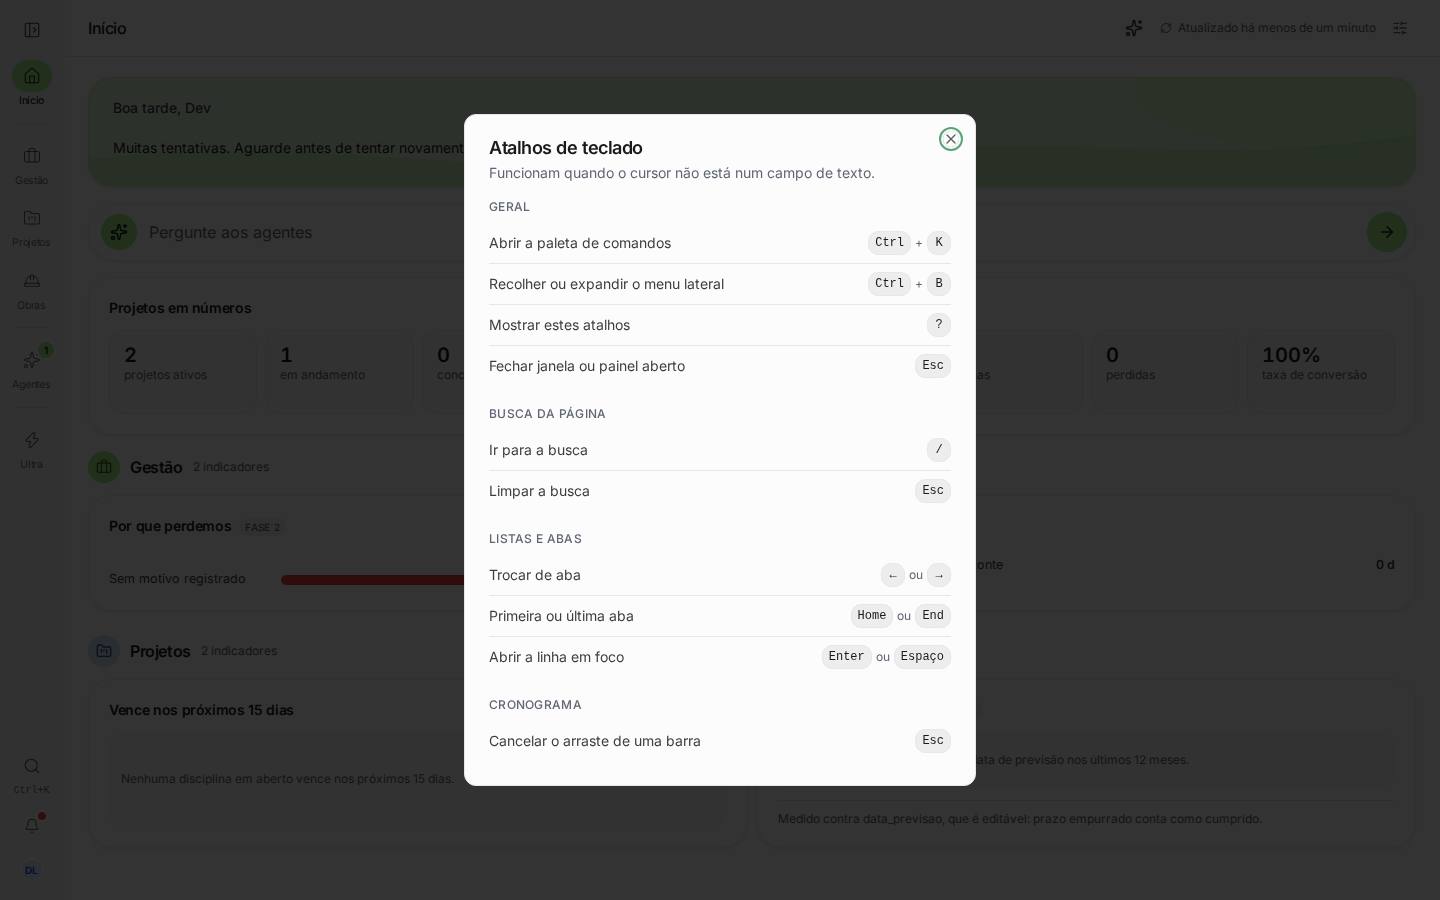 Início
Atualizado há menos de um minuto
Início
Gestão
Projetos
Obras
1
Agentes
Ultra
Ctrl+K
DL
Boa tarde, Dev
Muitas tentativas. Aguarde antes de tentar
Pergunte aos agentes
Projetos em números
2
projetos ativos
1
em andamento
0
0
perdidas
100%
taxa de conversão
Gestão 2 indicadores
Por que perdemos FASE 2
Sem motivo registrado
0 d
Projetos 2 indicadores
Vence nos próximos 15 dias
Nenhuma disciplina em aberto vence nos próximos 15 dias.
de previsão nos últimos 12 meses.
Medido contra data_previsao, que é editável: prazo empurrado conta como cumprido.
Atalhos de teclado
Funcionam quando o cursor não está num campo de texto.
GERAL
Abrir a paleta de comandos Ctrl + K
Recolher ou expandir o menu lateral Ctrl + B
Mostrar estes atalhos ?
Fechar janela ou painel aberto Esc
BUSCA DA PÁGINA
Ir para a busca /
Limpar a busca Esc
LISTAS E ABAS
Trocar de aba ← ou →
Primeira ou última aba Home ou End
Abrir a linha em foco Enter ou Espaço
CRONOGRAMA
Cancelar o arraste de uma barra Esc